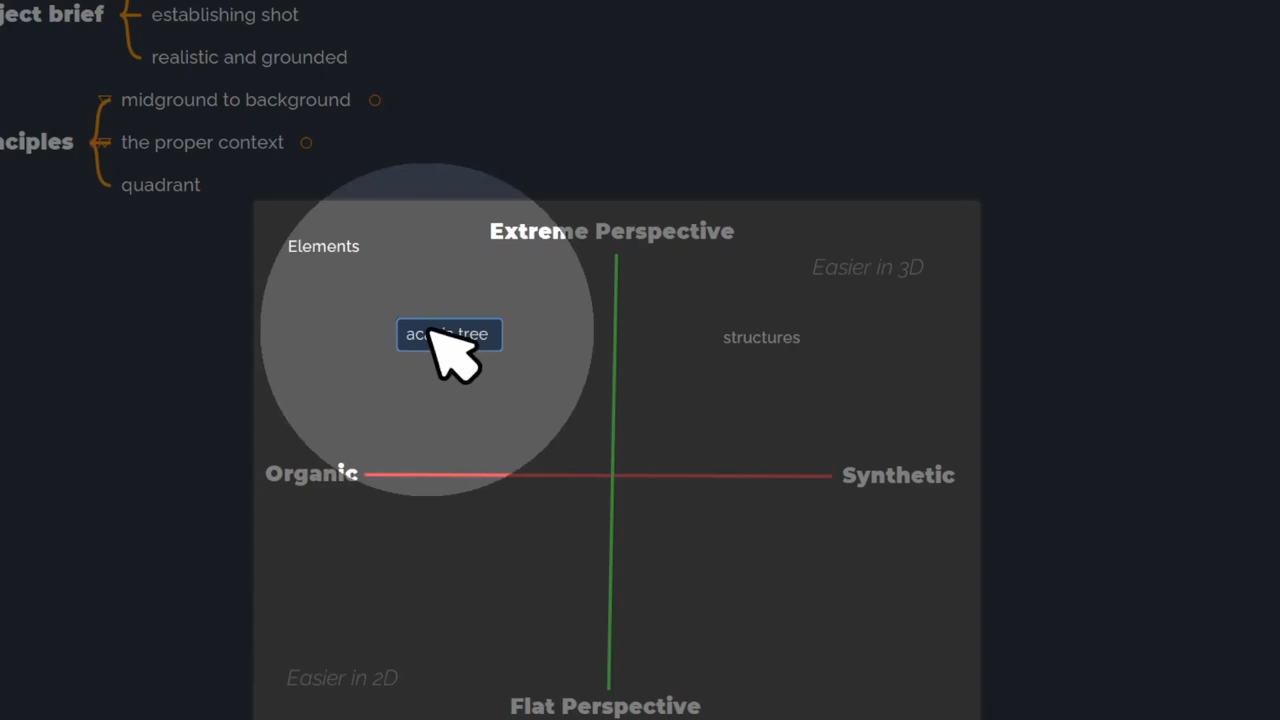 ject brief
establishing shot
realistic and grounded
midground to background
nciples
the proper context
quadrant
Extreme Perspective
Elements
Easier in 3D
tree
structures
Organic
Synthetic
Easier in 2D
Flat Perspective